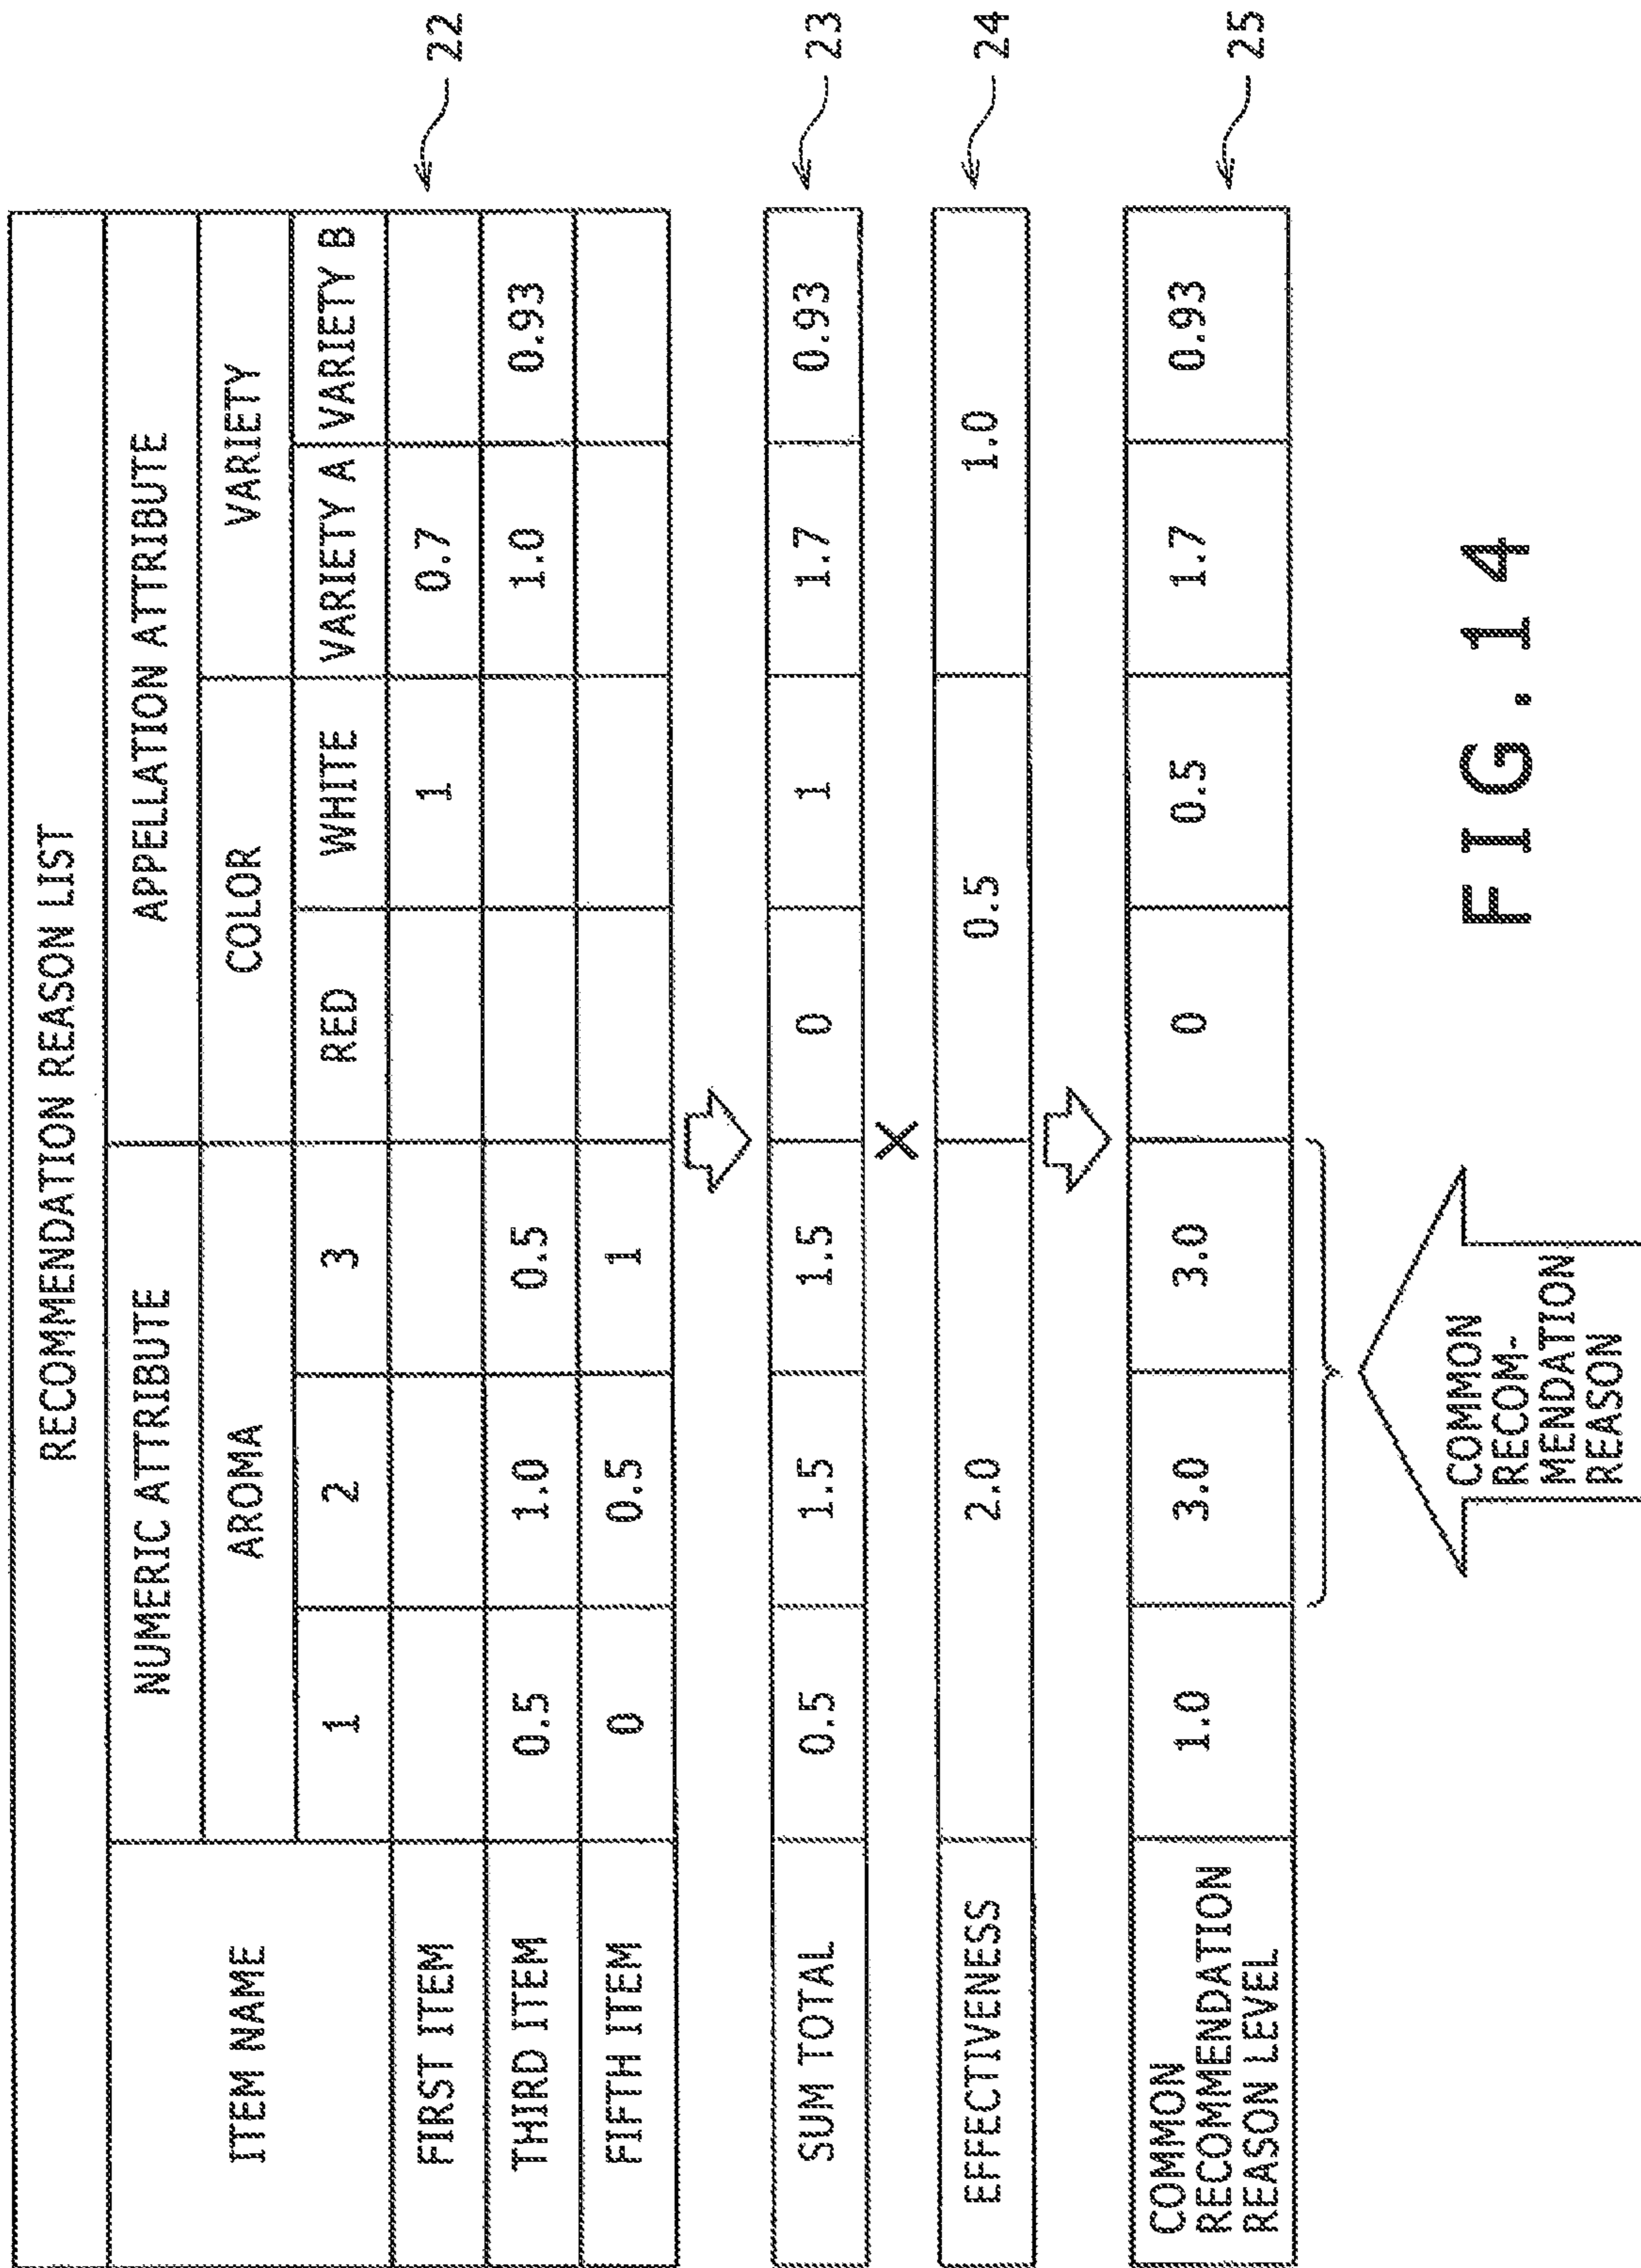 RECOMMENDATION REASON LIST
ITEM NAME
NUMERIC ATTRIBUTE
APPELLATION ATTRIBUTE
AROMA
COLOR
VARIETY
1
2
3
RED
WHITE
VARIETY A
VARIETY B
FIRST ITEM
1
0.7
THIRD ITEM
0.5
1.0
0.5
1.0
0.93
FIFTH ITEM
0
0.5
1
22
SUM TOTAL
0.5
1.5
1.5
0
1
1.7
0.93
23
X
EFFECTIVENESS
2.0
0.5
1.0
24
COMMON
RECOMMENDATION
REASON LEVEL
1.0
3.0
3.0
0
0.5
1.7
0.93
25
COMMON
RECOM-
MENDATION
REASON
FIG. 14